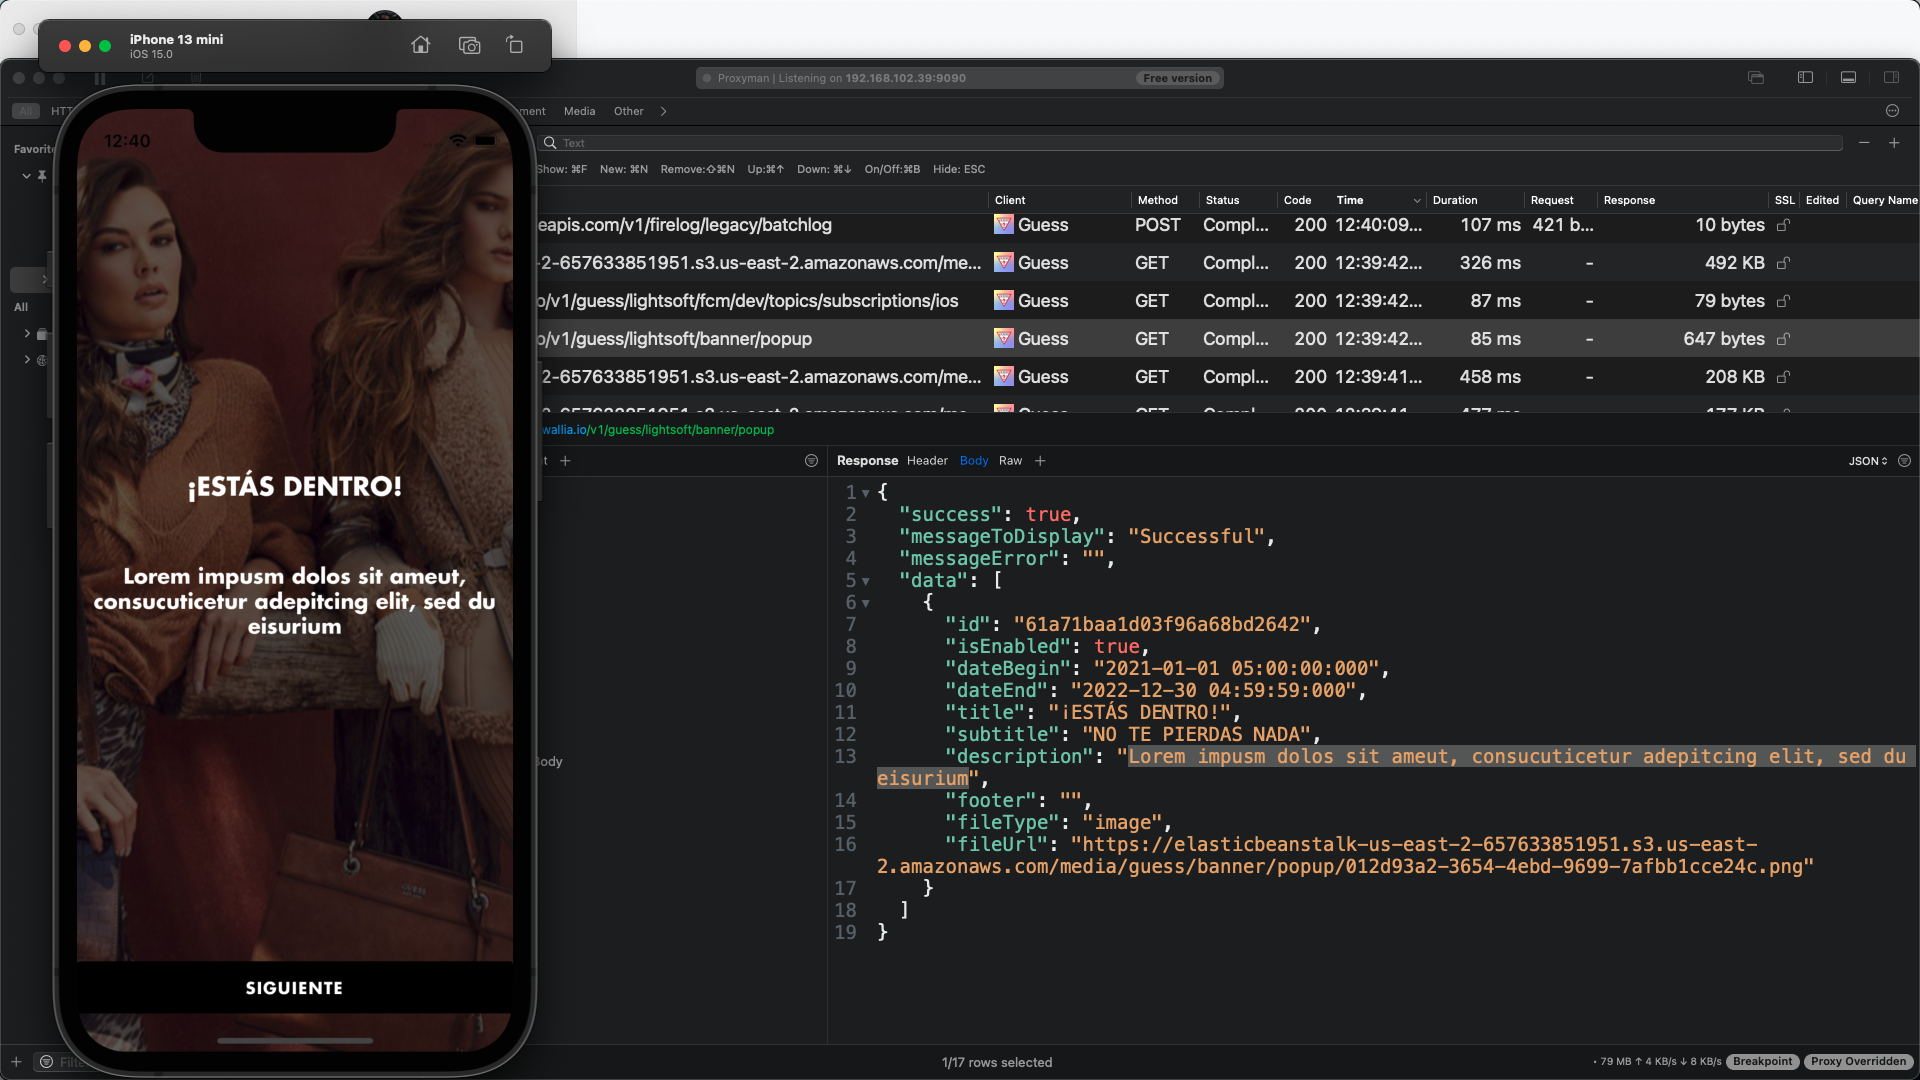 iPhone 13 mini
iOS 15.0
Proxyman | Listening on 192.168.102.39:9090
Free version
All
Media
Other
Text
Show: ⌘F
New: ⌘N
Remove:⇧⌘N
Up:⌘↑
Down: ⌘↓
On/Off:⌘B
Hide: ESC
Client Method Status Code Time Duration Request Response SSL Edited Query Name
eapis.com/v1/firelog/legacy/batchlog Guess POST Compl... 200 12:40:09... 107 ms 421 b... 10 bytes
-2-657633851951.s3.us-east-2.amazonaws.com/me... Guess GET Compl... 200 12:39:42... 326 ms - 492 KB
o/v1/guess/lightsoft/fcm/dev/topics/subscriptions/ios Guess GET Compl... 200 12:39:42... 87 ms - 79 bytes
o/v1/guess/lightsoft/banner/popup Guess GET Compl... 200 12:39:42... 85 ms - 647 bytes
2-657633851951.s3.us-east-2.amazonaws.com/me... Guess GET Compl... 200 12:39:41... 458 ms - 208 KB
wallia.io/v1/guess/lightsoft/banner/popup
Response Header Body Raw +
JSON
1 {
2 "success": true,
3 "messageToDisplay": "Successful",
4 "messageError": "",
5 "data": [
6 {
7 "id": "61a71baa1d03f96a68bd2642",
8 "isEnabled": true,
9 "dateBegin": "2021-01-01 05:00:00:000",
10 "dateEnd": "2022-12-30 04:59:59:000",
11 "title": "¡ESTÁS DENTRO!",
12 "subtitle": "NO TE PIERDAS NADA",
13 "description": "Lorem impusm dolos sit ameut, consucuticetur adepitcing elit, sed du
eisurium",
14 "footer": "",
15 "fileType": "image",
16 "fileUrl": "https://elasticbeanstalk-us-east-2-657633851951.s3.us-east-
2.amazonaws.com/media/guess/banner/popup/012d93a2-3654-4ebd-9699-7afbb1cce24c.png"
17 }
18 ]
19 }
12:40
¡ESTÁS DENTRO!
Lorem impusm dolos sit ameut,
consucuticetur adepitcing elit, sed du
eisurium
SIGUIENTE
All
1/17 rows selected
• 79 MB ↑ 4 KB/s ↓ 8 KB/s
Breakpoint
Proxy Overridden